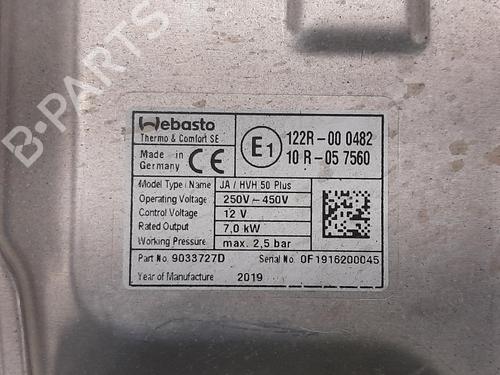 Webasto
Thermo & Comfort SE
Made in
Germany
CE
E1
122R-00 0482
10 R-05 7560
Model Type / Name JA / HVH 50 Plus
Operating Voltage 250V-450V
Control Voltage 12 V
Rated Output 7,0 kW
Working Pressure max. 2,5 bar
Part No. 9033727D Serial No. 0F1916200045
Year of Manufacture 2019
B-PARTS